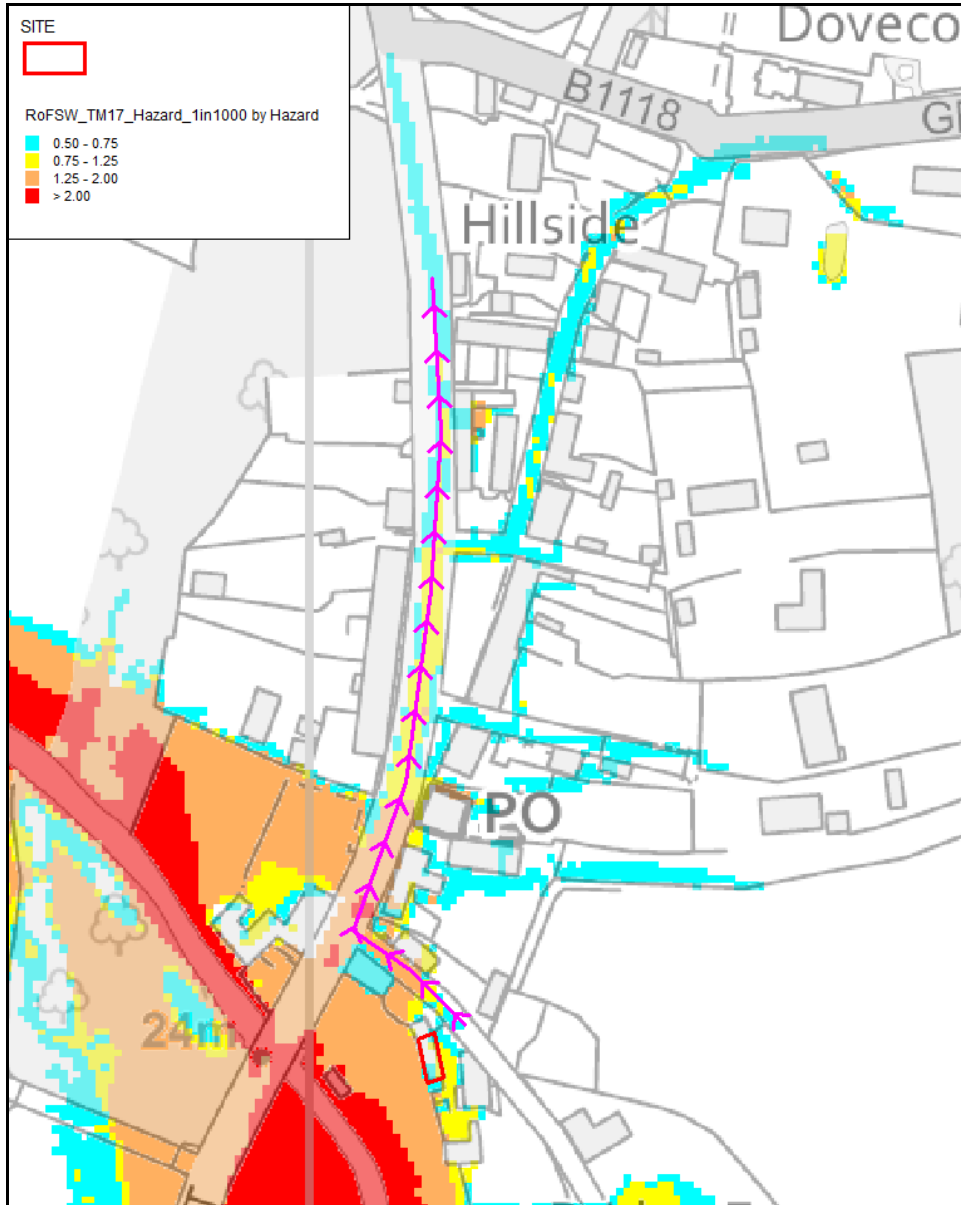 SITE
RoFSW_TM17_Hazard_1in1000 by Hazard
0.50 - 0.75
0.75 - 1.25
1.25 - 2.00
> 2.00
Doveco
B1118
Hillside
PO
24m